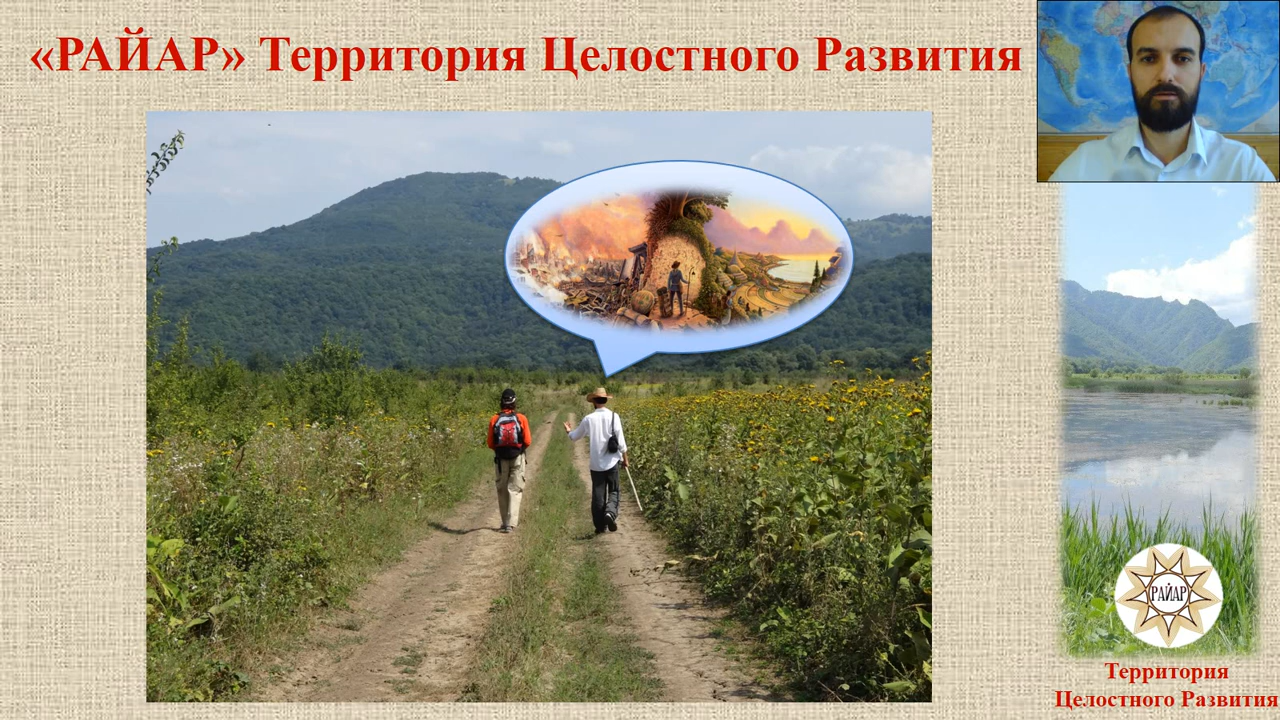 «РАЙАР» Территория Целостного Развития
РАЙАР
Территория
Целостного Развития